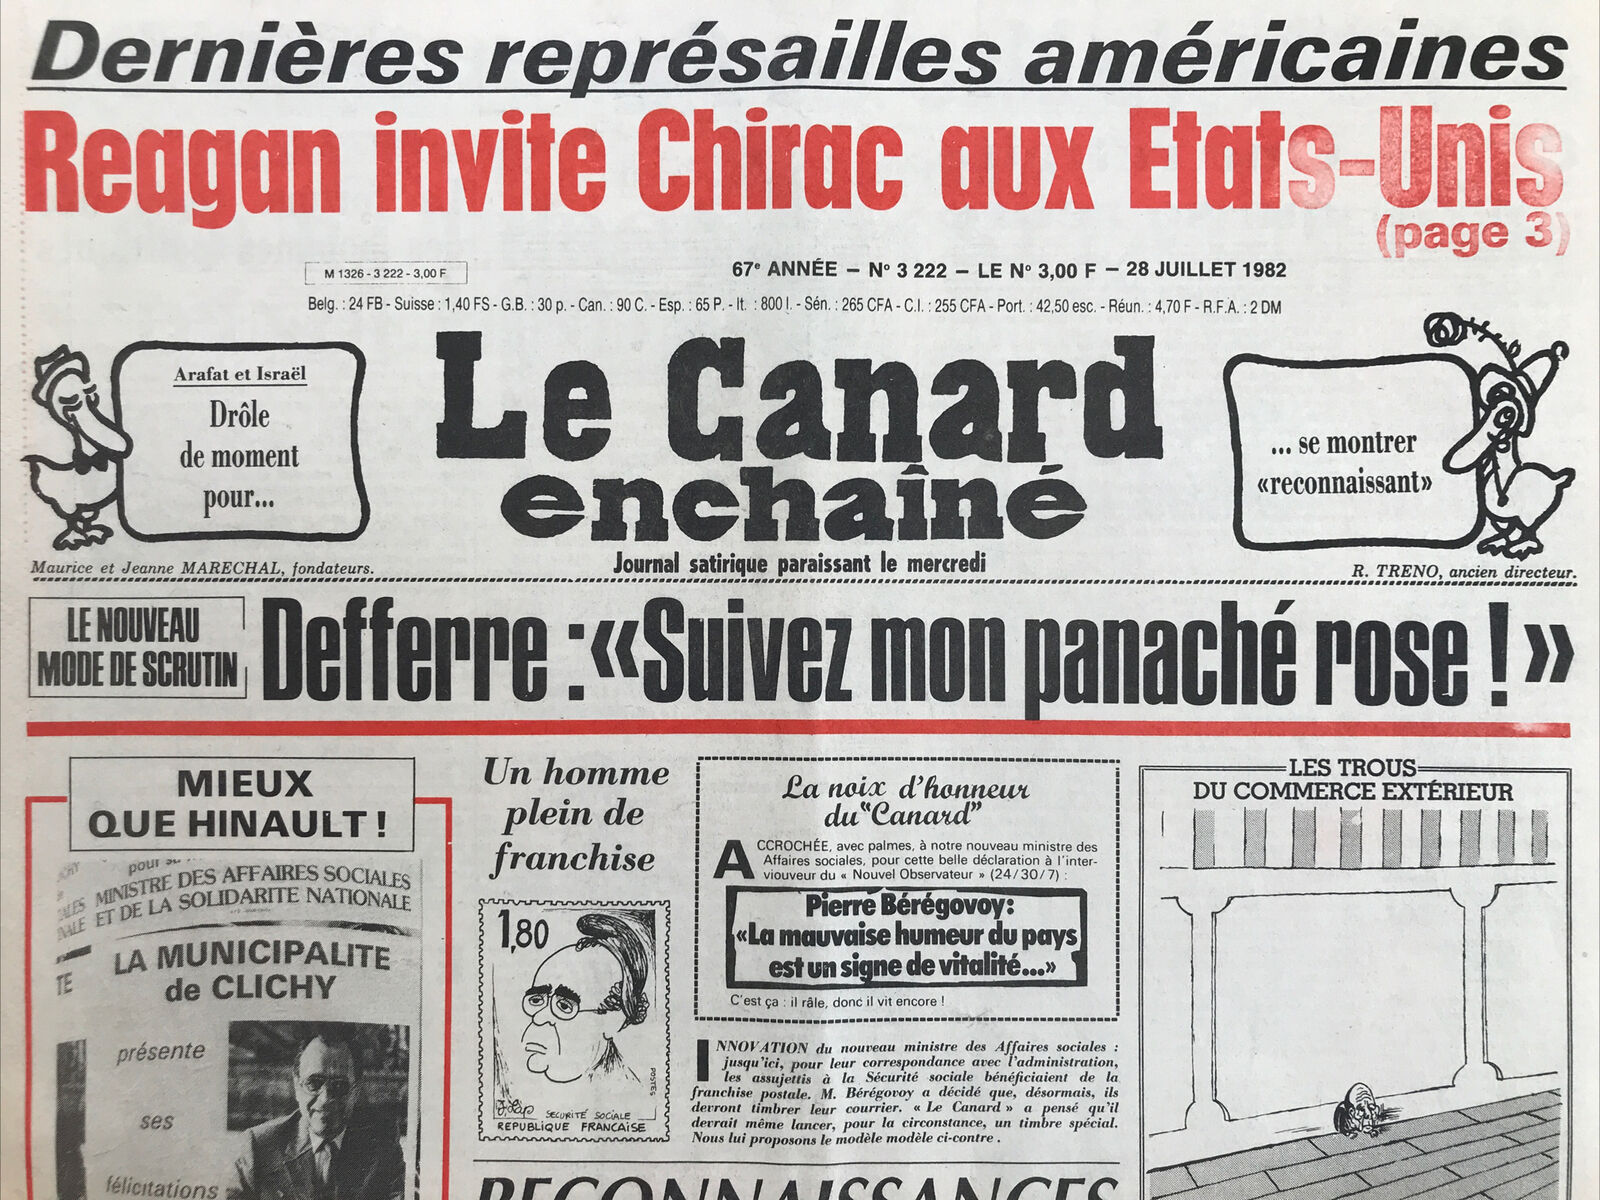 Dernières représailles américaines
Reagan invite Chirac aux Etats-Unis
(page 3)
M 1326 - 3 222 - 3,00 F
67e ANNÉE – No 3 222 – LE No 3,00 F – 28 JUILLET 1982
Belg. : 24 FB - Suisse : 1,40 FS - G.B. : 30 p. - Can. : 90 C. - Esp. : 65 P. - It. : 800 l. - Sén. : 265 CFA - C.I. : 255 CFA - Port. : 42,50 esc. - Réun. : 4,70 F - R.F.A. : 2 DM
Arafat et Israël
Drôle
de moment
pour...
Le Canard
enchaîné
Journal satirique paraissant le mercredi
... se montrer
«reconnaissant»
Maurice et Jeanne MARECHAL, fondateurs.
R. TRENO, ancien directeur.
LE NOUVEAU
MODE DE SCRUTIN
Defferre : «Suivez mon panaché rose ! »
MIEUX
QUE HINAULT !
MINISTRE DES AFFAIRES SOCIALES
ET DE LA SOLIDARITE NATIONALE
LA MUNICIPALITE
de CLICHY
présente
ses
félicitations
Un homme
plein de
franchise
1,80
POSTES
SECURITÉ SOCIALE
REPUBLIQUE FRANCAISE
La noix d'honneur
du "Canard"
ACCROCHÉE, avec palmes, à notre nouveau ministre des
Affaires sociales, pour cette belle déclaration à l'inter-
viouveur du « Nouvel Observateur » (24/30/7) :
Pierre Bérégovoy :
«La mauvaise humeur du pays
est un signe de vitalité...»
C'est ça : il râle, donc il vit encore !
INNOVATION du nouveau ministre des Affaires sociales :
jusqu'ici, pour leur correspondance avec l'administration,
les assujettis à la Sécurité sociale bénéficiaient de la
franchise postale. M. Bérégovoy a décidé que, désormais, ils
devront timbrer leur courrier. « Le Canard » a pensé qu'il
devrait même lancer, pour la circonstance, un timbre spécial.
Nous lui proposons le modèle modèle ci-contre .
RECONNAISSANCES
LES TROUS
DU COMMERCE EXTÉRIEUR